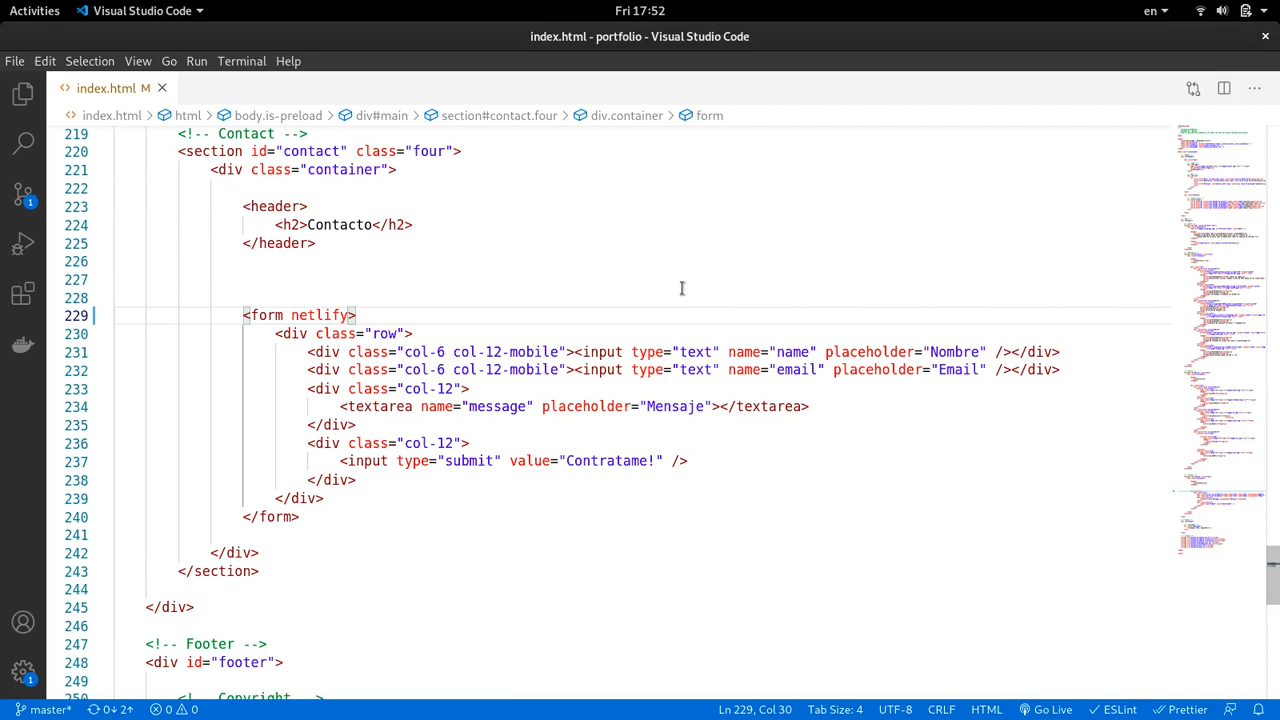 Activities Visual Studio Code Fri 17:52 en
index.html - portfolio - Visual Studio Code
File Edit Selection View Go Run Terminal Help
index.html M
index.html > html > body.is-preload > div#main > section#contact.four > div.container > form
219 <!-- Contact -->
220 <section id="contact" class="four">
221 <div class="container">
222
223 <header>
224 <h2>Contacto</h2>
225 </header>
226
227
228
229 <form netlify>
230 <div class="row">
231 <div class="col-6 col-12-mobile"><input type="text" name="name" placeholder="Nombre" /></div>
232 <div class="col-6 col-12-mobile"><input type="text" name="email" placeholder="Email" /></div>
233 <div class="col-12">
234 <textarea name="message" placeholder="Mensaje"></textarea>
235 </div>
236 <div class="col-12">
237 <input type="submit" value="Contratame!" />
238 </div>
239 </div>
240 </form>
241
242 </div>
243 </section>
244
245 </div>
246
247 <!-- Footer -->
248 <div id="footer">
249
250 <!-- Copyright -->
1
1
master* 0↓ 2↑ 0 0 Ln 229, Col 30 Tab Size: 4 UTF-8 CRLF HTML Go Live ESLint Prettier